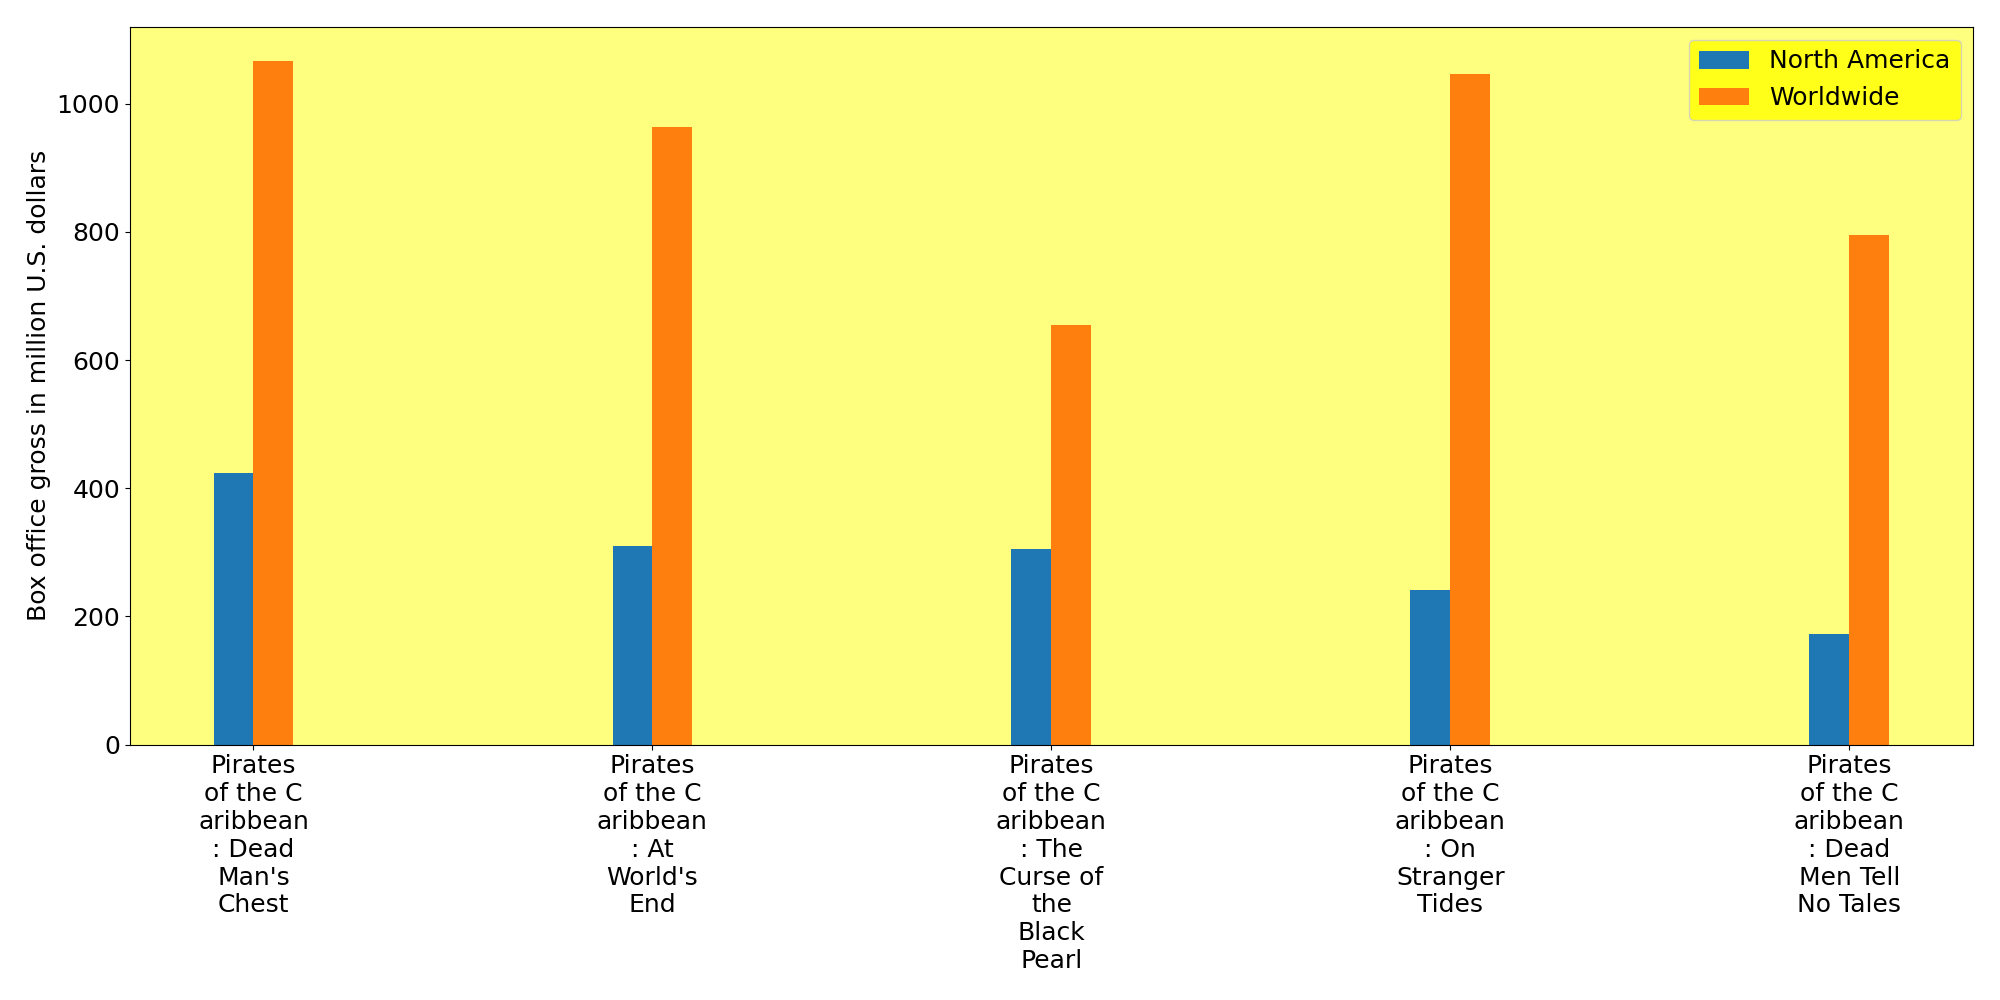 North America
Worldwide
Box office gross in million U.S. dollars
1000
800
600
400
200
0
Pirates
of the C
aribbean
: Dead
Man's
Chest
Pirates
of the C
aribbean
: At
World's
End
Pirates
of the C
aribbean
: The
Curse of
the
Black
Pearl
Pirates
of the C
aribbean
: On
Stranger
Tides
Pirates
of the C
aribbean
: Dead
Men Tell
No Tales